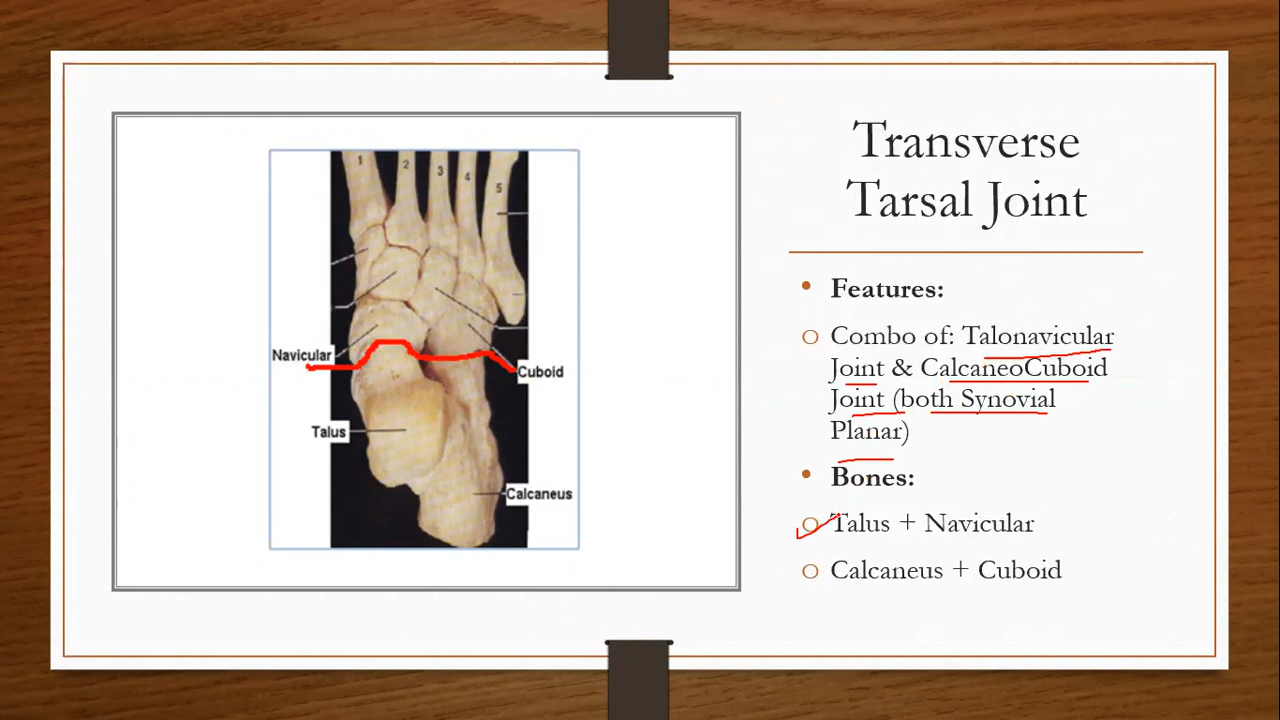 1 2 3 4 5
Navicular
Cuboid
Talus
Calcaneus
Transverse
Tarsal Joint
• Features:
o Combo of: Talonavicular
Joint & CalcaneoCuboid
Joint (both Synovial
Planar)
• Bones:
o Talus + Navicular
o Calcaneus + Cuboid